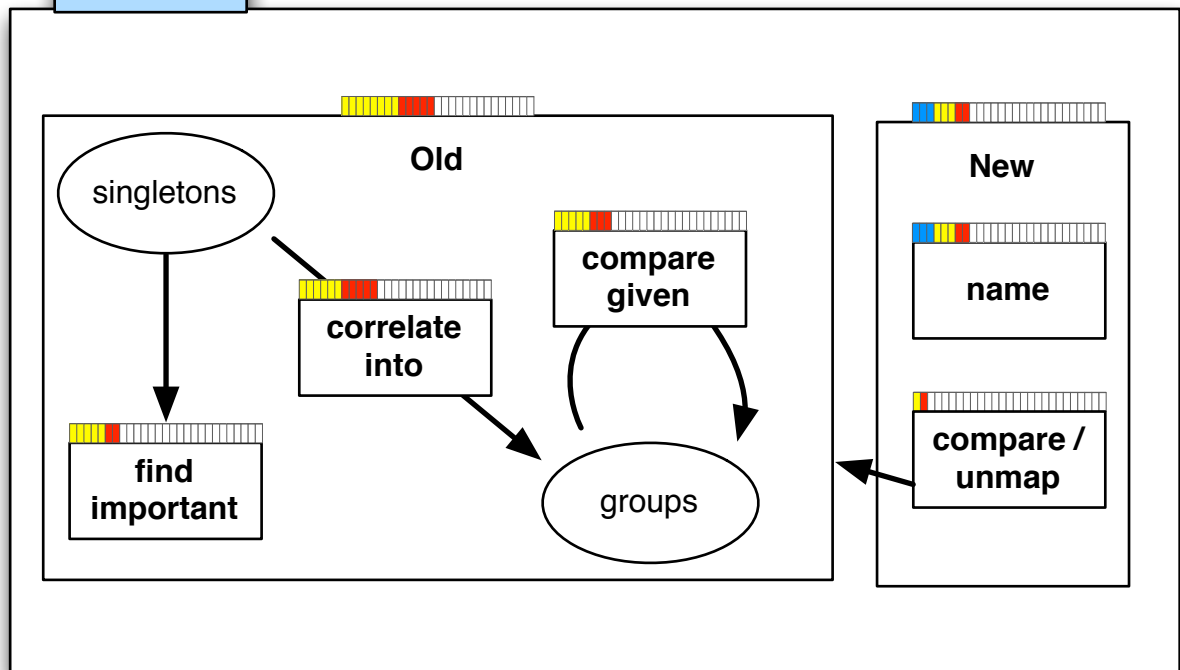 Old
New
singletons
compare
given
name
correlate
into
compare /
unmap
find
important
groups